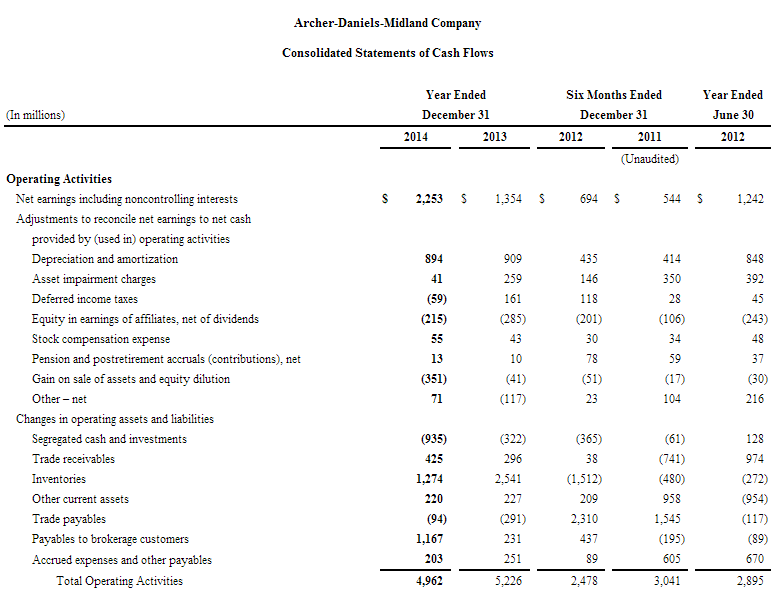 Archer-Daniels-Midland Company
Consolidated Statements of Cash Flows
Year Ended Six Months Ended Year Ended
(In millions) December 31 December 31 June 30
2014 2013 2012 2011 2012
(Unaudited)
Operating Activities
Net earnings including noncontrolling interests $ 2,253 $ 1,354 $ 694 $ 544 $ 1,242
Adjustments to reconcile net earnings to net cash
provided by (used in) operating activities
Depreciation and amortization 894 909 435 414 848
Asset impairment charges 41 259 146 350 392
Deferred income taxes (59) 161 118 28 45
Equity in earnings of affiliates, net of dividends (215) (285) (201) (106) (243)
Stock compensation expense 55 43 30 34 48
Pension and postretirement accruals (contributions), net 13 10 78 59 37
Gain on sale of assets and equity dilution (351) (41) (51) (17) (30)
Other – net 71 (117) 23 104 216
Changes in operating assets and liabilities
Segregated cash and investments (935) (322) (365) (61) 128
Trade receivables 425 296 38 (741) 974
Inventories 1,274 2,541 (1,512) (480) (272)
Other current assets 220 227 209 958 (954)
Trade payables (94) (291) 2,310 1,545 (117)
Payables to brokerage customers 1,167 231 437 (195) (89)
Accrued expenses and other payables 203 251 89 605 670
Total Operating Activities 4,962 5,226 2,478 3,041 2,895